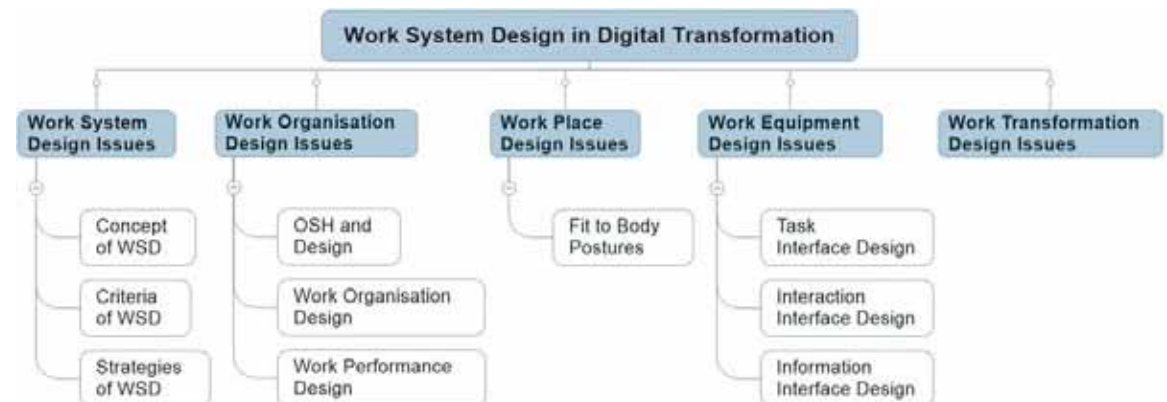 Work System Design in Digital Transformation
Work System
Design Issues
Concept
of WSD
Criteria
of WSD
Strategies
of WSD
Work Organisation
Design Issues
OSH and
Design
Work Organisation
Design
Work Performance
Design
Work Place
Design Issues
Fit to Body
Postures
Work Equipment
Design Issues
Task
Interface Design
Interaction
Interface Design
Information
Interface Design
Work Transformation
Design Issues